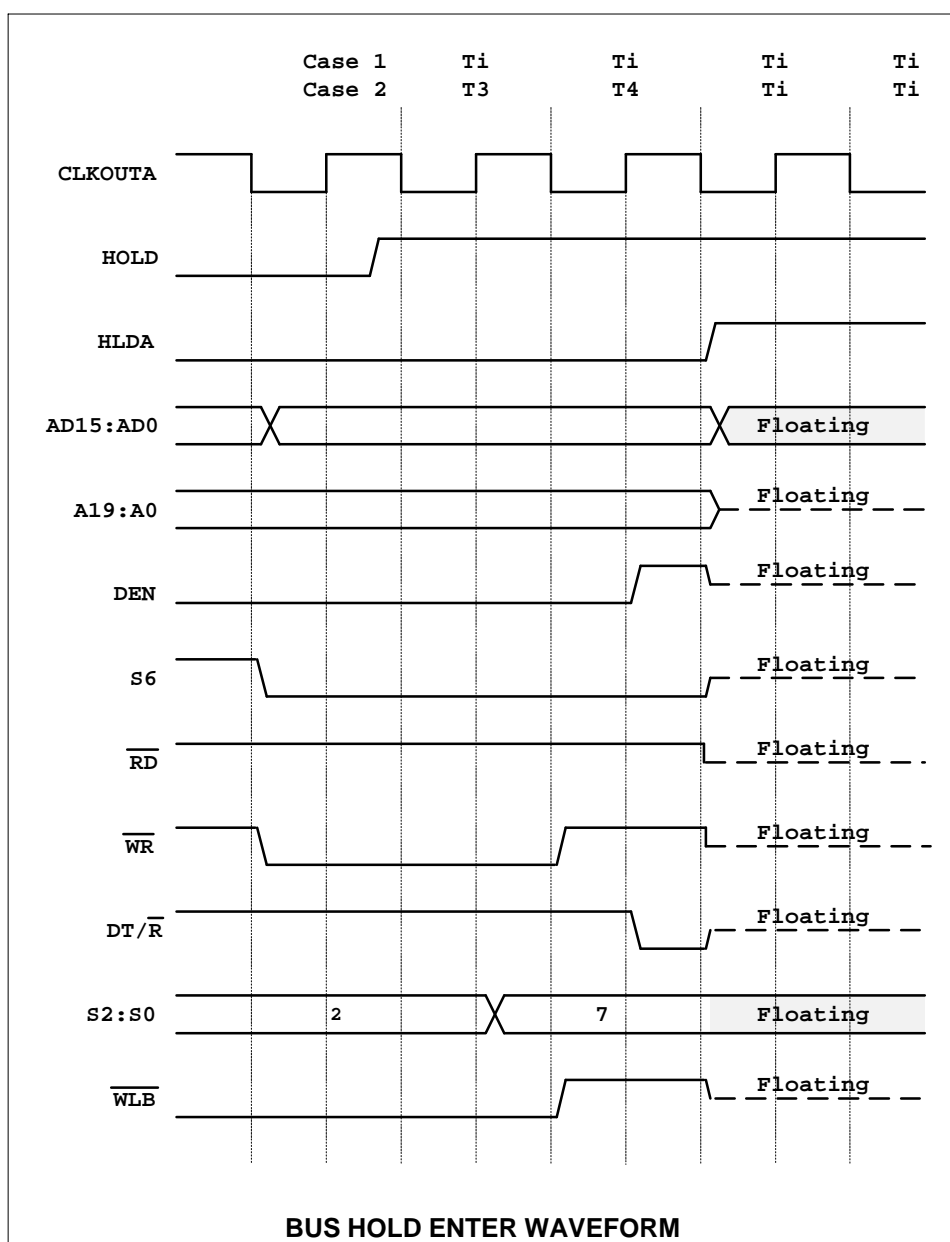 Case 1 Ti Ti Ti Ti
Case 2 T3 T4 Ti Ti
CLKOUTA
HOLD
HLDA
AD15:AD0 Floating
A19:A0 Floating
DEN Floating
S6 Floating
RD Floating
WR Floating
DT/R Floating
S2:S0 2 7 Floating
WLB Floating
BUS HOLD ENTER WAVEFORM